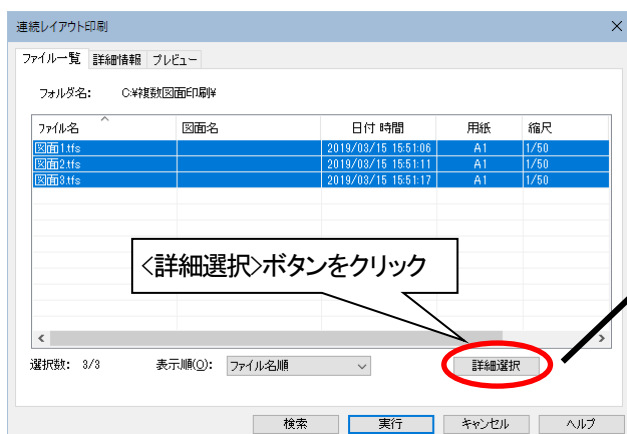 連続レイアウト印刷
ファイル一覧 詳細情報 プレビュー
フォルダ名: C:¥複数図面印刷¥
ファイル名 図面名 日付 時間 用紙 縮尺
図面1.tfs 2019/03/15 15:51:06 A1 1/50
図面2.tfs 2019/03/15 15:51:11 A1 1/50
図面3.tfs 2019/03/15 15:51:17 A1 1/50
<詳細選択>ボタンをクリック
選択数: 3/3 表示順(O): ファイル名順 詳細選択
検索 実行 キャンセル ヘルプ